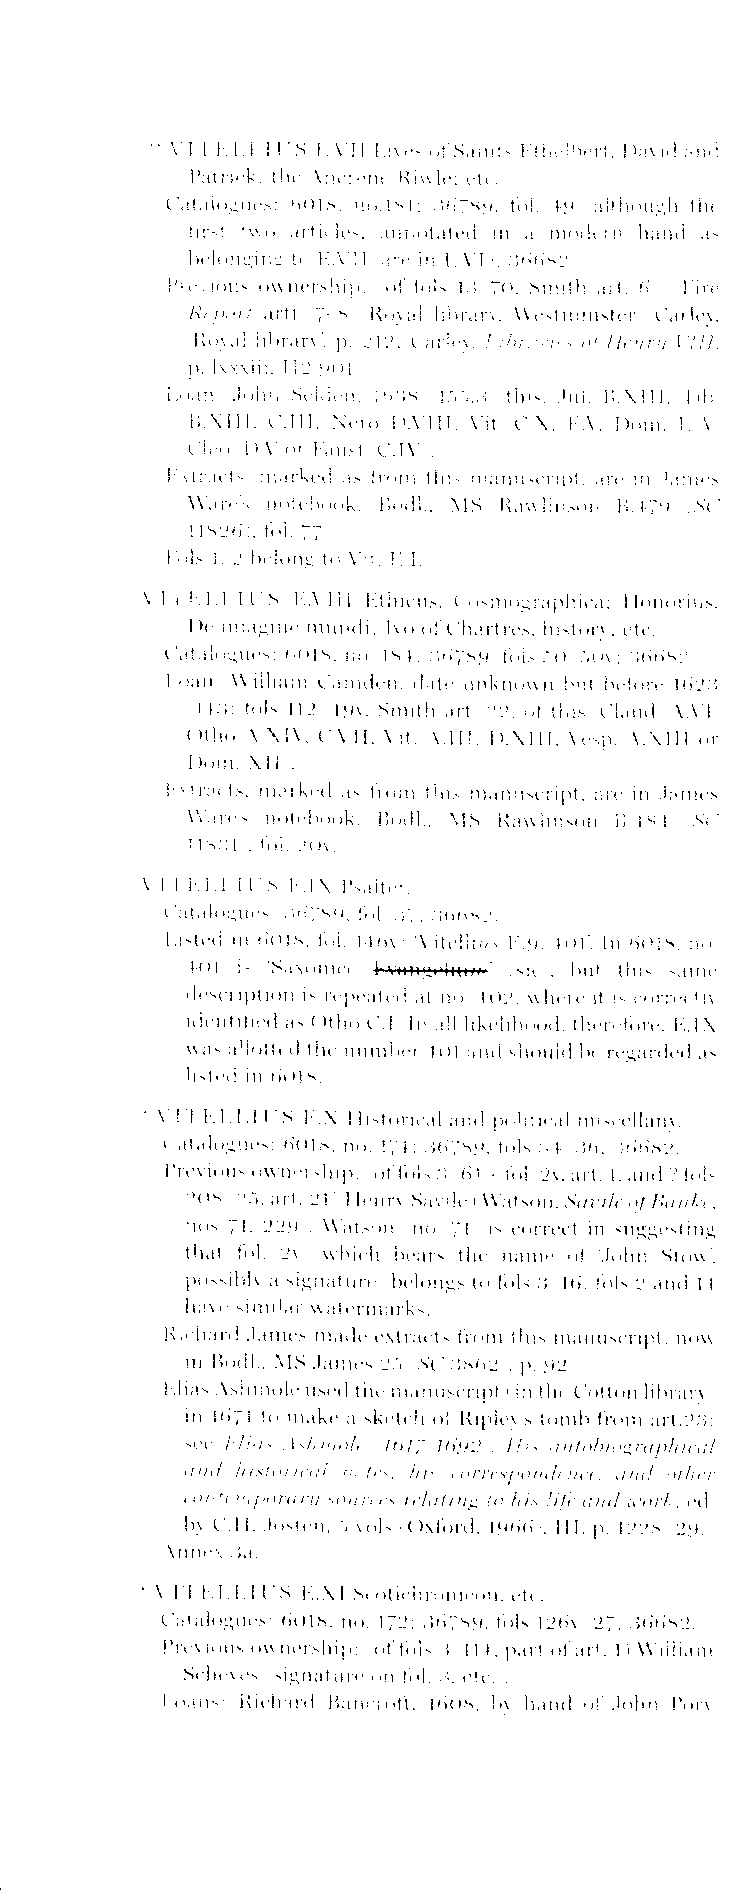 * VITELLIUS E.VII Lives of Saints Ethelbert, David and
Patrick, the Ancrene Riwle; etc.
Catalogues: 6018, no.181; 36789, fol. 49 although the
first two articles, annotated in a modern hand as
belonging to E.VII are in E.VI; 36682.
Previous ownership: of fols 13-70, Smith art. 6 Fire
Report arts 7-8 Royal library, Westminster Carley,
'Royal library', p. 212, Carley, Libraries of Henry VIII,
p. lxxxiii, H2.901
Loan: John Selden, 1638 this, Jul. B.XIII, Tib.
B.XIII, C.III, Nero D.VIII, Vit. C.X, E.V, Dom. I, V
Cleo. D.V or Faust. C.IV .
Extracts, marked as from this manuscript, are in James
Ware's notebook, Bodl., MS Rawlinson B.479 SC
11826, fol. 77
Fols 1, 2 belong to Vit. E.I.
VITELLIUS E.VIII Ethicus, Cosmographica; Honorius,
De imagine mundi, Ivo of Chartres, history, etc.
Catalogues: 6018, no. 184; 36789, fols 50-50v; 36682
Loan: William Camden, date unknown but before 1623
fols 112-19v, Smith art. 22, of this, Claud. A.VI
Otho A.XIV, C.VII, Vit. A.III, D.XIII, Vesp. A.XIII or
Dom. XII .
Extracts, marked as from this manuscript, are in James
Ware's notebook, Bodl., MS Rawlinson B.484 SC
11831, fol. 20v.
VITELLIUS E.IX Psalter.
Catalogues: 36789, fol. 37, 36682.
Listed in 6018, fol. 146v: 'Vitellius E.9, 401'. In 6018, no.
401 is 'Saxonice Evangelium' sic, but this same
description is repeated at no. 402, where it is correctly
identified as Otho C.I. In all likelihood, therefore, E.IX
was allotted the number 401 and should be regarded as
listed in 6018.
* VITELLIUS E.X Historical and political miscellany.
Catalogues: 6018, no. 174; 36789, fols 34-36, 36682.
Previous ownership: of fols 3-61 fol. 2v, art. 1, and ? fols
208-25, art. 21 Henry Savile (Watson, Savile of Banke,
nos 71, 229 . Watson no. 71 is correct in suggesting
that fol. 2v which bears the name of 'John Stow',
possibly a signature belongs to fols 3-16, fols 2 and 14
have similar watermarks.
Richard James made extracts from this manuscript, now
in Bodl., MS James 25 SC 3862 , p. 92
Elias Ashmole used the manuscript (in the Cotton library
in 1671 to make a sketch of Ripley's tomb from art.23:
see Elias Ashmole 1617-1692 . His autobiographical
and historical notes, his correspondence, and other
contemporary sources relating to his life and work, ed.
by C.H. Josten, 5 vols (Oxford, 1966), III, p. 1228-29.
Annex 3a.
* VITELLIUS E.XI Scotichronicon, etc.
Catalogues: 6018, no. 172; 36789, fols 126v-27, 36682.
Previous ownership: of fols 3-114, part of art. 1) William
Scheves signature on fol. 3, etc. .
Loans: Richard Bancroft, 1608, by hand of John Pory